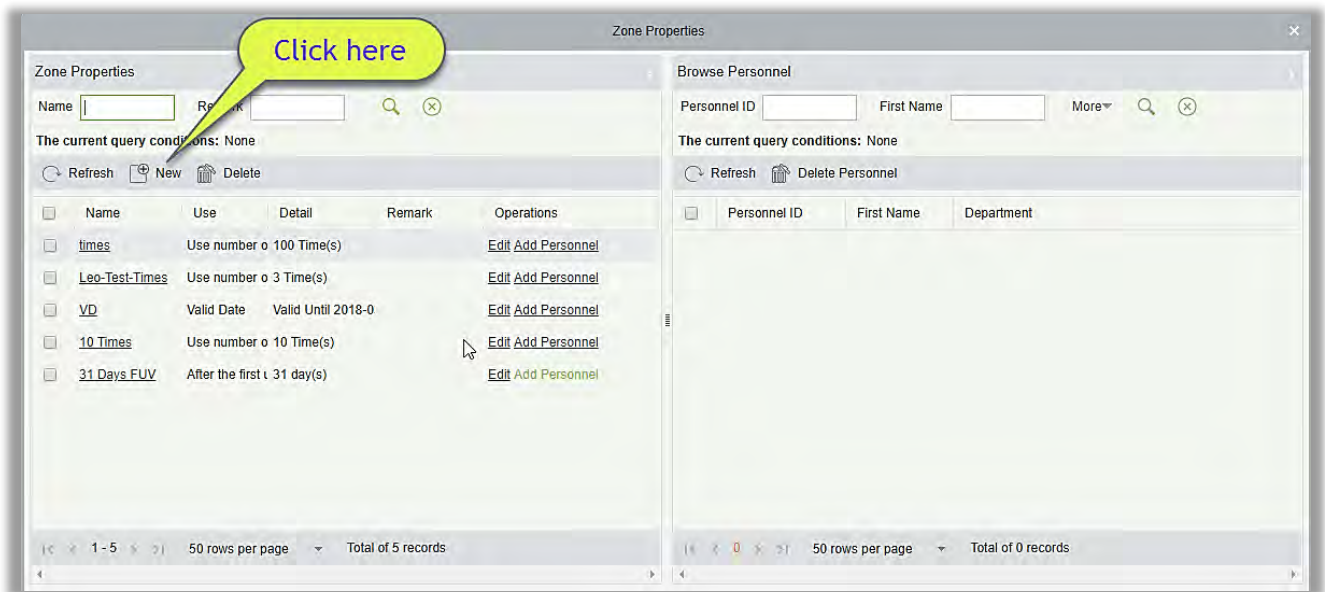 Zone Properties
Click here
Zone Properties
Name Remark
The current query conditions: None
Refresh New Delete
Name Use Detail Remark Operations
times Use number o 100 Time(s) Edit Add Personnel
Leo-Test-Times Use number o 3 Time(s) Edit Add Personnel
VD Valid Date Valid Until 2018-0 Edit Add Personnel
10 Times Use number o 10 Time(s) Edit Add Personnel
31 Days FUV After the first u 31 day(s) Edit Add Personnel
1 - 5 50 rows per page Total of 5 records
Browse Personnel
Personnel ID First Name More
The current query conditions: None
Refresh Delete Personnel
Personnel ID First Name Department
0 50 rows per page Total of 0 records